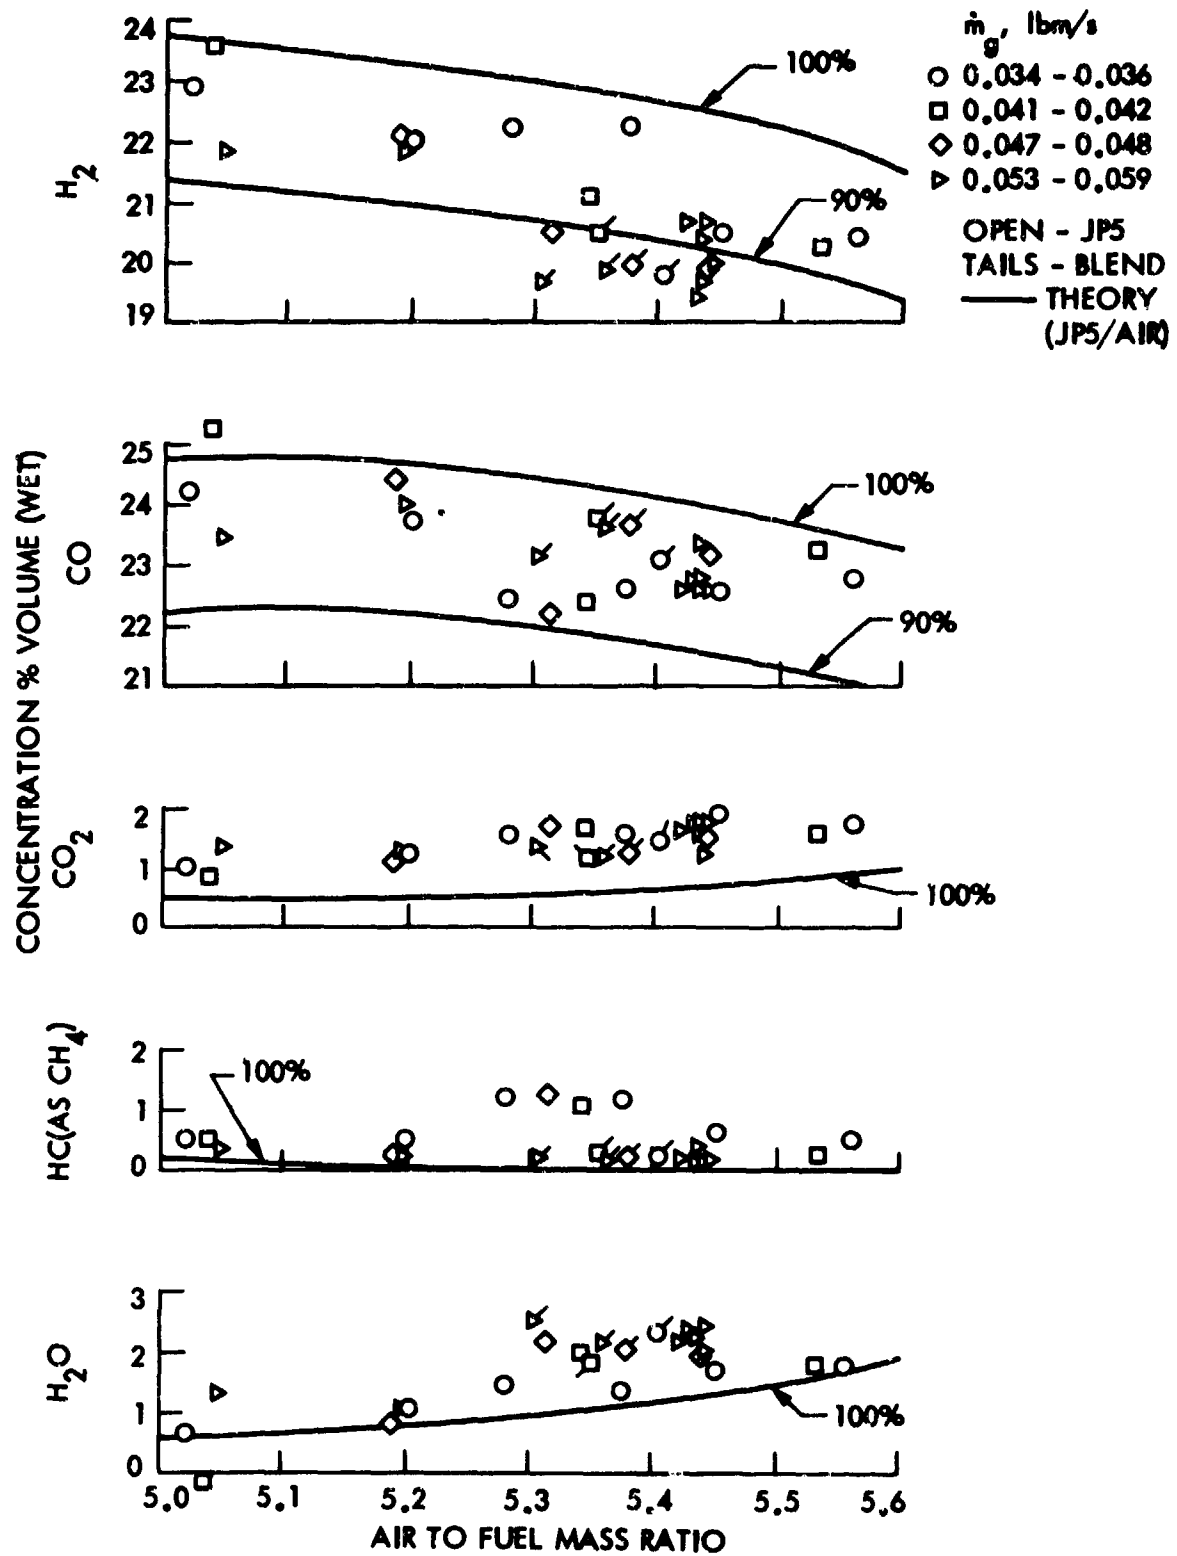 24
23
22
21
20
19
H2
100%
90%
ṁg, lbm/s
0.034 - 0.036
0.041 - 0.042
0.047 - 0.048
0.053 - 0.059
OPEN - JP5
TAILS - BLEND
THEORY
(JP5/AIR)
CONCENTRATION % VOLUME (WET)
25
24
23
22
21
CO
100%
90%
2
1
0
CO2
100%
2
1
0
HC(AS CH4)
100%
3
2
1
0
H2O
100%
5.0 5.1 5.2 5.3 5.4 5.5 5.6
AIR TO FUEL MASS RATIO